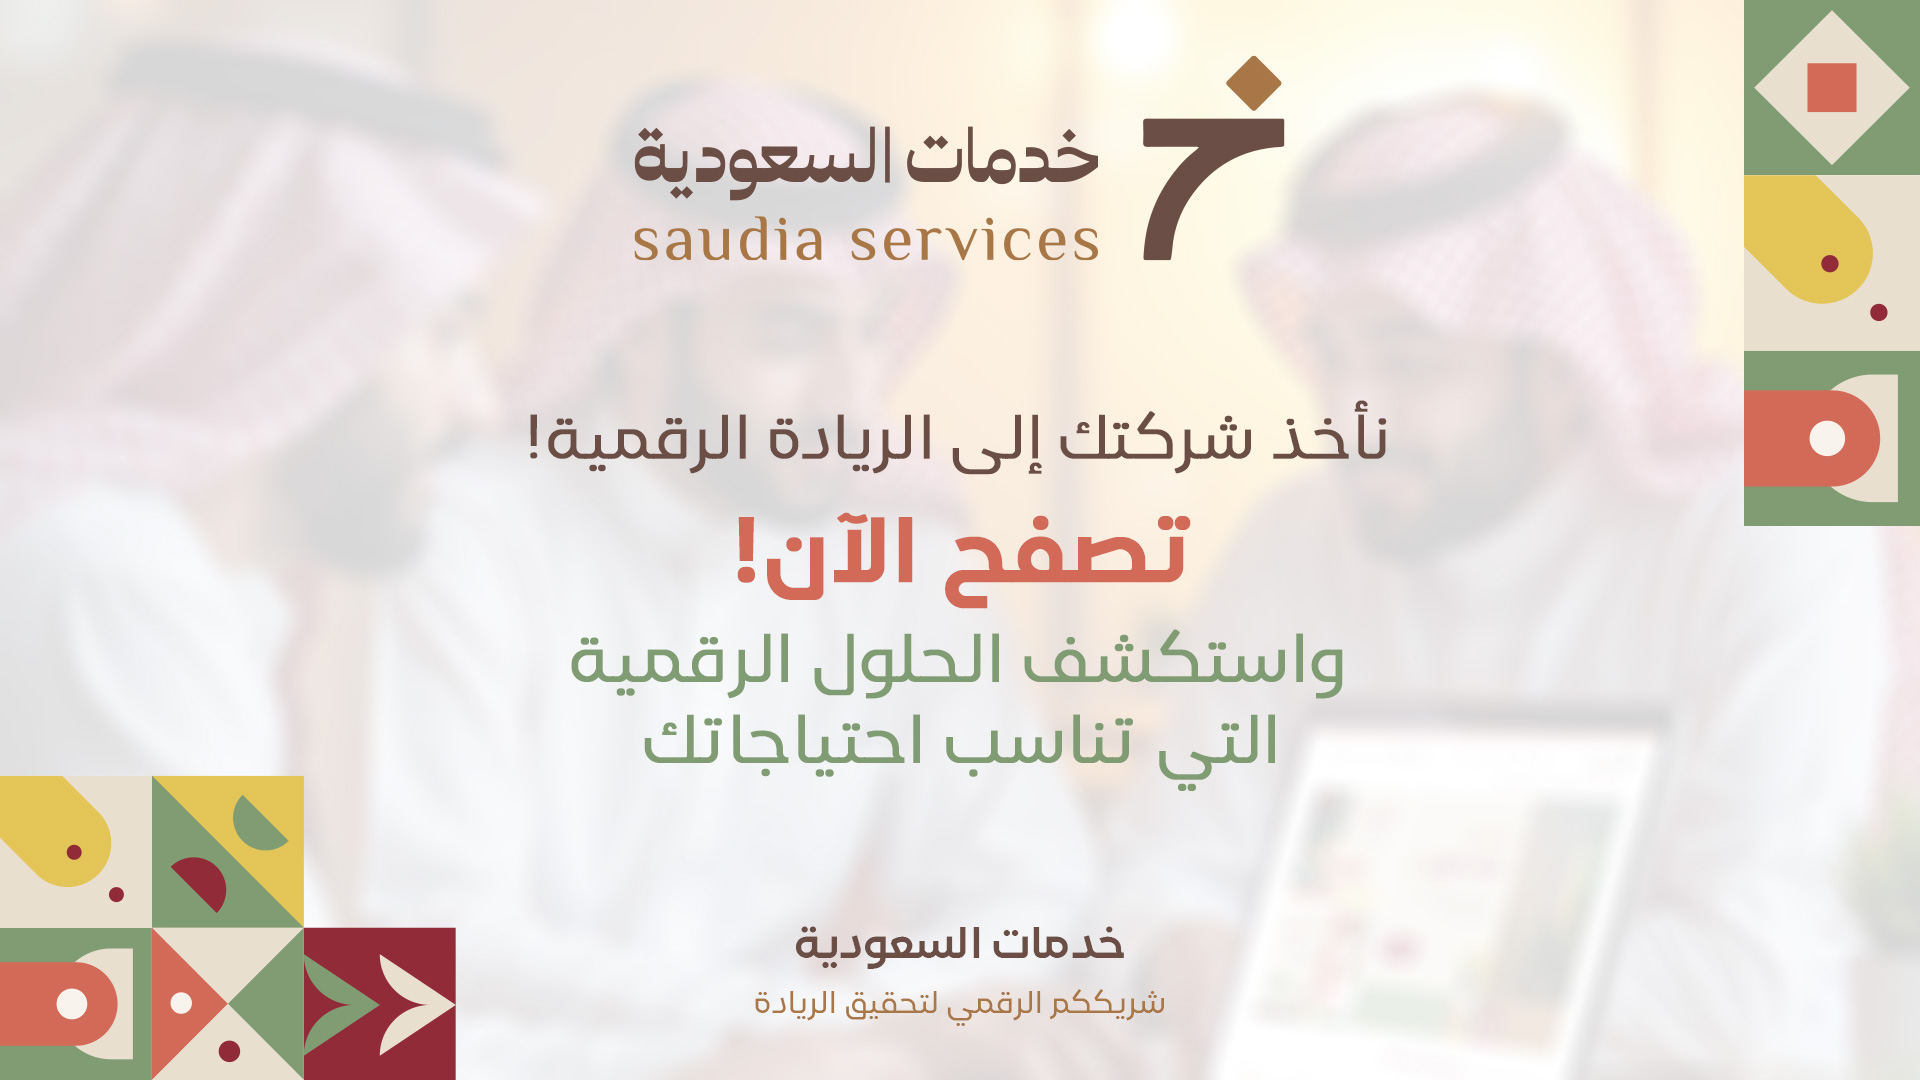 خدمات السعودية
saudia services
نأخذ شركتك إلى الريادة الرقمية!
تصفح الآن!
واستكشف الحلول الرقمية
التي تناسب احتياجاتك
خدمات السعودية
شريككم الرقمي لتحقيق الريادة